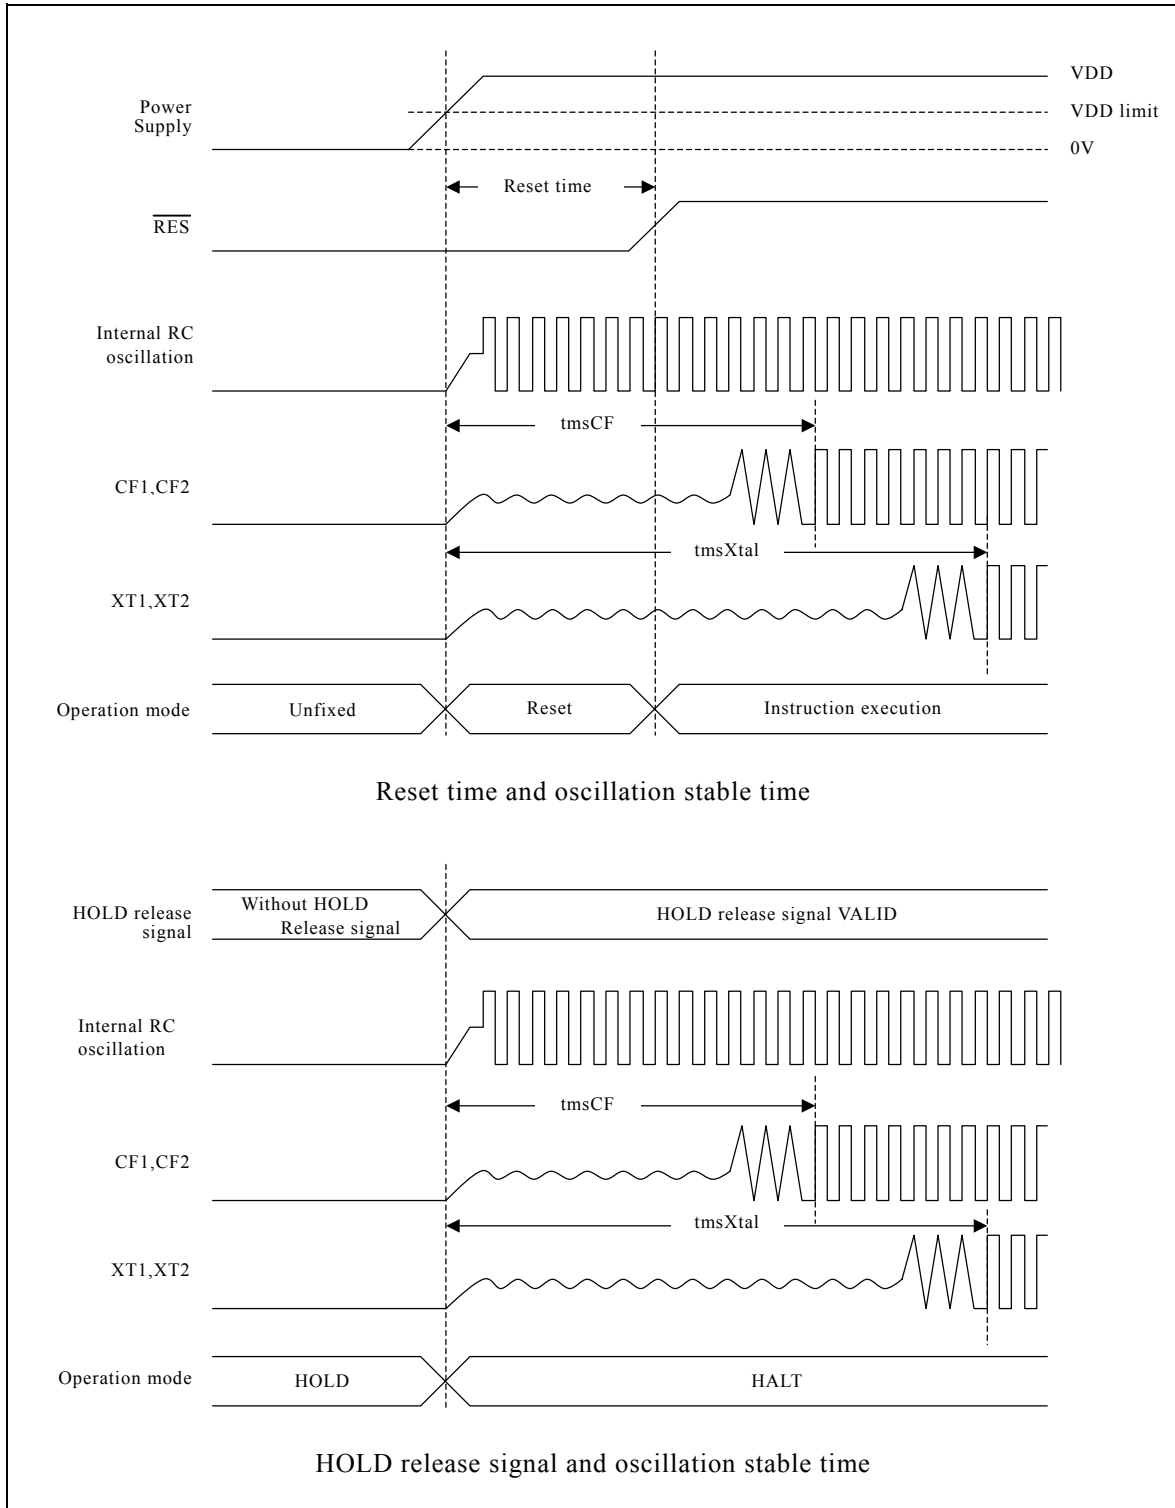 VDD
Power
Supply
VDD limit
0V
Reset time
RES
Internal RC
oscillation
tmsCF
CF1,CF2
tmsXtal
XT1,XT2
Operation mode
Unfixed
Reset
Instruction execution
Reset time and oscillation stable time
HOLD release
signal
Without HOLD
Release signal
HOLD release signal VALID
Internal RC
oscillation
tmsCF
CF1,CF2
tmsXtal
XT1,XT2
Operation mode
HOLD
HALT
HOLD release signal and oscillation stable time